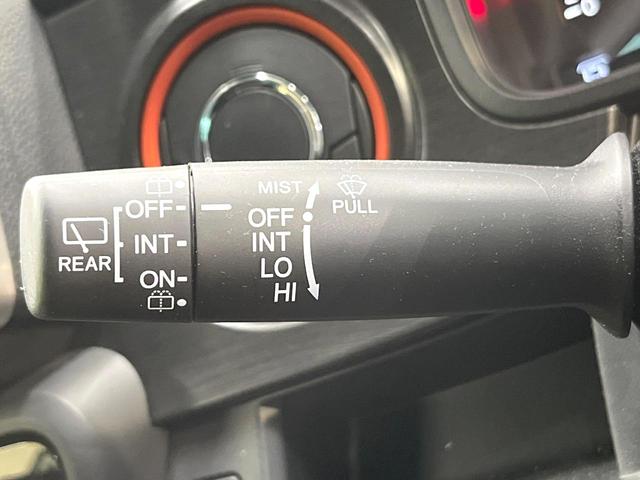 REAR
OFF
INT
ON
MIST
OFF
INT
LO
HI
PULL